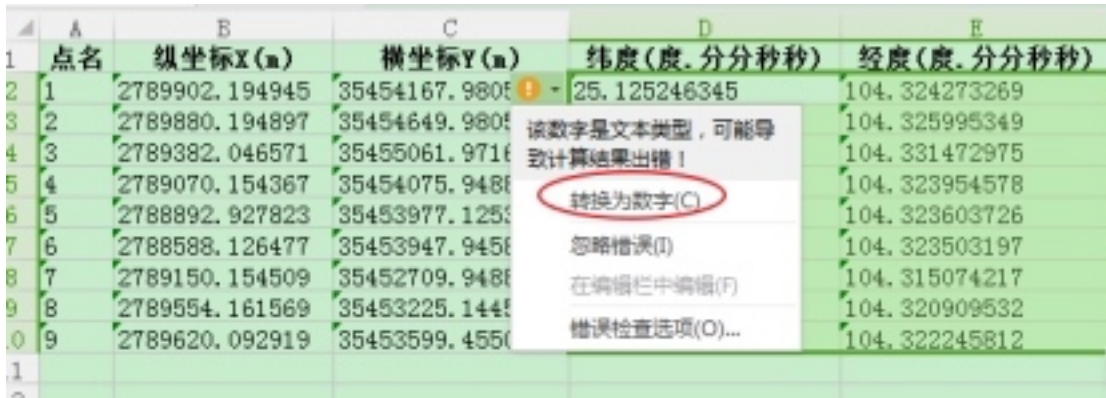 A B C D E
1 点名 纵坐标X(m) 横坐标Y(m) 纬度(度.分分秒秒) 经度(度.分分秒秒)
2 1 2789902.194945 35454167.9805 25.125246345 104.324273269
3 2 2789880.194897 35454649.9805 104.325995349
该数字是文本类型，可能导
4 3 2789382.046571 35455061.9716 104.331472975
致计算结果出错！
5 4 2789070.154367 35454075.948 104.323954578
转换为数字(C)
6 5 2788892.927823 35453977.125 104.323603726
7 6 2788588.126477 35453947.945 104.323503197
忽略错误(I)
8 7 2789150.154509 35452709.948 104.315074217
在编辑栏中编辑(F)
9 8 2789554.161569 35453225.144 104.320909532
错误检查选项(O)...
0 9 2789620.092919 35453599.455 104.322245812
11